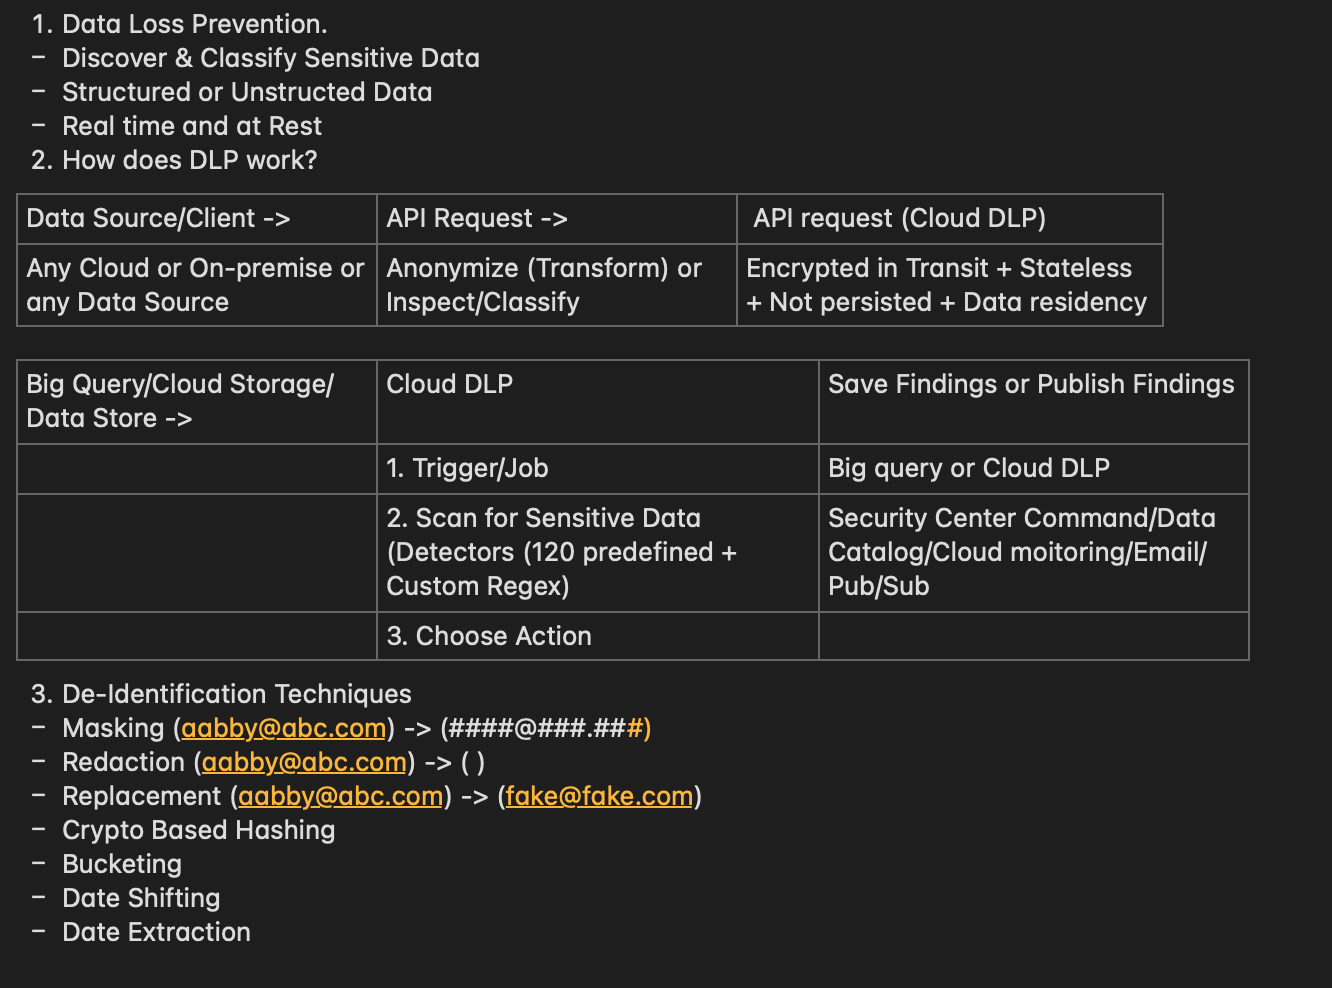 1. Data Loss Prevention.
– Discover & Classify Sensitive Data
– Structured or Unstructed Data
– Real time and at Rest
2. How does DLP work?
Data Source/Client ->
API Request ->
API request (Cloud DLP)
Any Cloud or On-premise or
any Data Source
Anonymize (Transform) or
Inspect/Classify
Encrypted in Transit + Stateless
+ Not persisted + Data residency
Big Query/Cloud Storage/
Data Store ->
Cloud DLP
Save Findings or Publish Findings
1. Trigger/Job
Big query or Cloud DLP
2. Scan for Sensitive Data
(Detectors (120 predefined +
Custom Regex)
Security Center Command/Data
Catalog/Cloud moitoring/Email/
Pub/Sub
3. Choose Action
3. De-Identification Techniques
– Masking (aabby@abc.com) -> (####@###.###)
– Redaction (aabby@abc.com) -> ( )
– Replacement (aabby@abc.com) -> (fake@fake.com)
– Crypto Based Hashing
– Bucketing
– Date Shifting
– Date Extraction